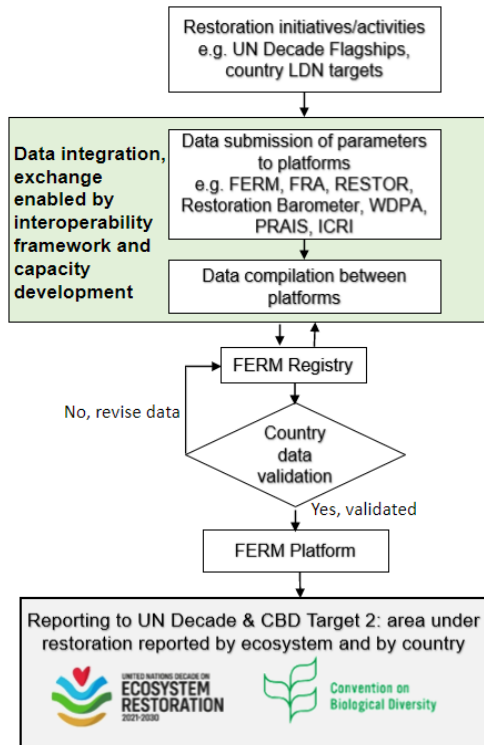 Restoration initiatives/activities
e.g. UN Decade Flagships,
country LDN targets
Data integration,
exchange
enabled by
interoperability
framework and
capacity
development
Data submission of parameters
to platforms
e.g. FERM, FRA, RESTOR,
Restoration Barometer, WDPA,
PRAIS, ICRI
Data compilation between
platforms
FERM Registry
No, revise data
Country
data
validation
Yes, validated
FERM Platform
Reporting to UN Decade & CBD Target 2: area under
restoration reported by ecosystem and by country
UNITED NATIONS DECADE ON
ECOSYSTEM
RESTORATION
2021-2030
Convention on
Biological Diversity